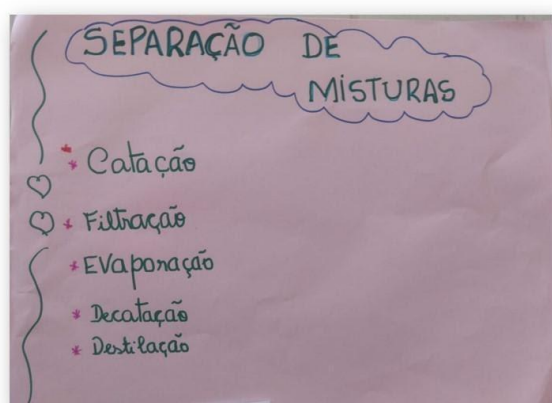 SEPARAÇÃO DE
MISTURAS
* Catação
* Filtração
* Evaporação
* Decatação
* Destilação